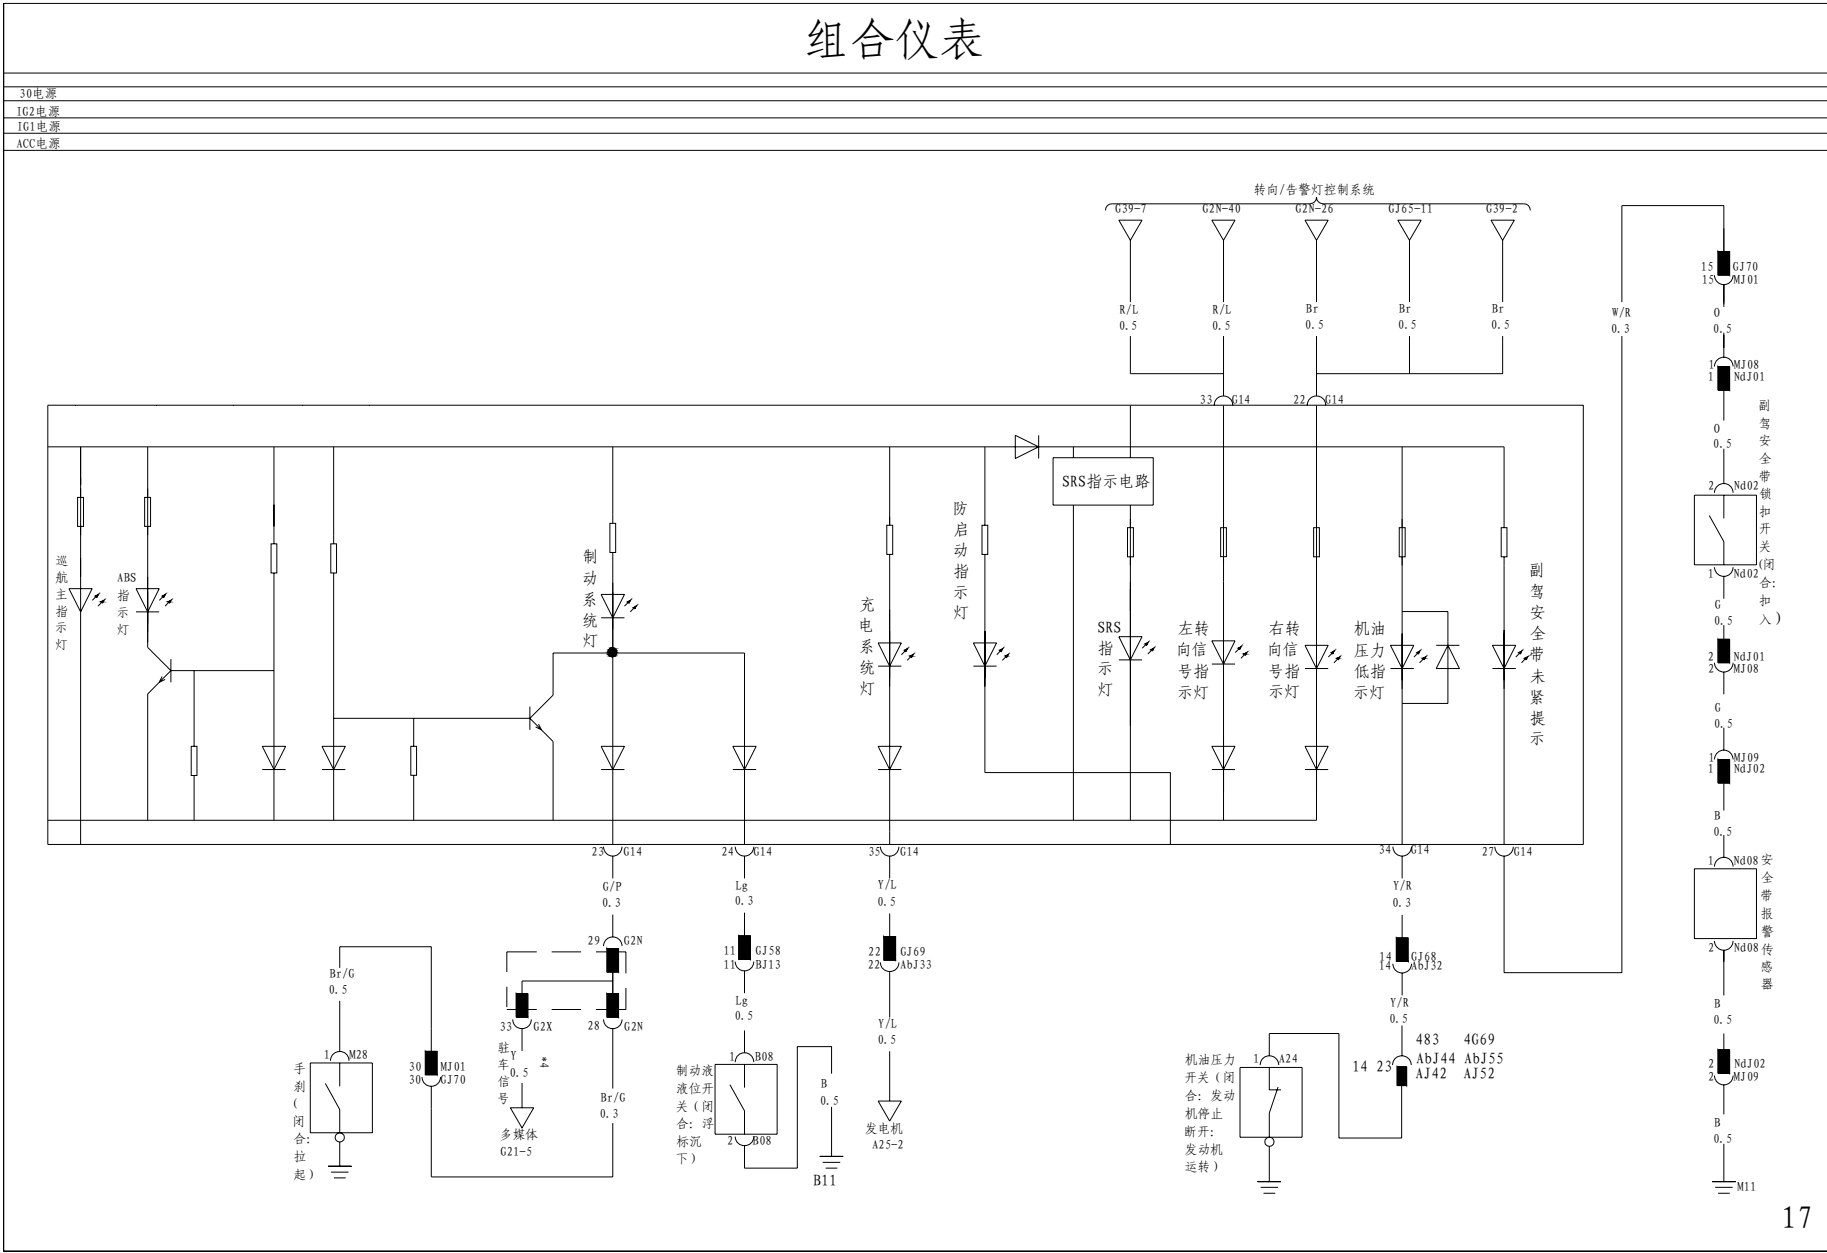 组合仪表
30电源
IG2电源
IG1电源
ACC电源
转向/告警灯控制系统
G39-7
G2N-40
G2N-26
GJ65-11
G39-2
R/L
0.5
R/L
0.5
Br
0.5
Br
0.5
Br
0.5
W/R
0.3
15 GJ70
15 MJ01
O
0.5
1 MJ08
1 NdJ01
O
0.5
副驾安全带锁扣开关(闭合:扣入)
2 Nd02
1 Nd02
G
0.5
2 NdJ01
2 MJ08
G
0.5
1 MJ09
1 NdJ02
B
0.5
1 Nd08
安全带报警传感器
2 Nd08
B
0.5
2 NdJ02
2 MJ09
B
0.5
M11
33 G14
22 G14
SRS指示电路
巡航主指示灯
ABS
指示灯
制动系统灯
充电系统灯
防启动指示灯
SRS
指示灯
左转
向信
号指
示灯
右转
向信
号指
示灯
机油
压力
低指
示灯
副驾安全带未紧提示
23 G14
24 G14
35 G14
34 G14
27 G14
G/P
0.3
Lg
0.3
Y/L
0.5
Y/R
0.3
29 G2N
11 GJ58
11 BJ13
22 GJ69
22 AbJ33
14 GJ68
14 AbJ32
Br/G
0.5
33 G2X
28 G2N
Lg
0.5
Y/L
0.5
Y/R
0.5
1 M28
手刹(闭合:拉起)
30 MJ01
30 GJ70
驻车信号
Y
0.5
*4
多媒体
G21-5
Br/G
0.3
1 B08
制动液
液位开
关(闭
合:浮
标沉
下)
2 B08
B
0.5
B11
发电机
A25-2
机油压力
开关(闭
合:发动
机停止
断开:
发动机
运转)
1 A24
14 23
483 4G69
AbJ44 AbJ55
AJ42 AJ52
17